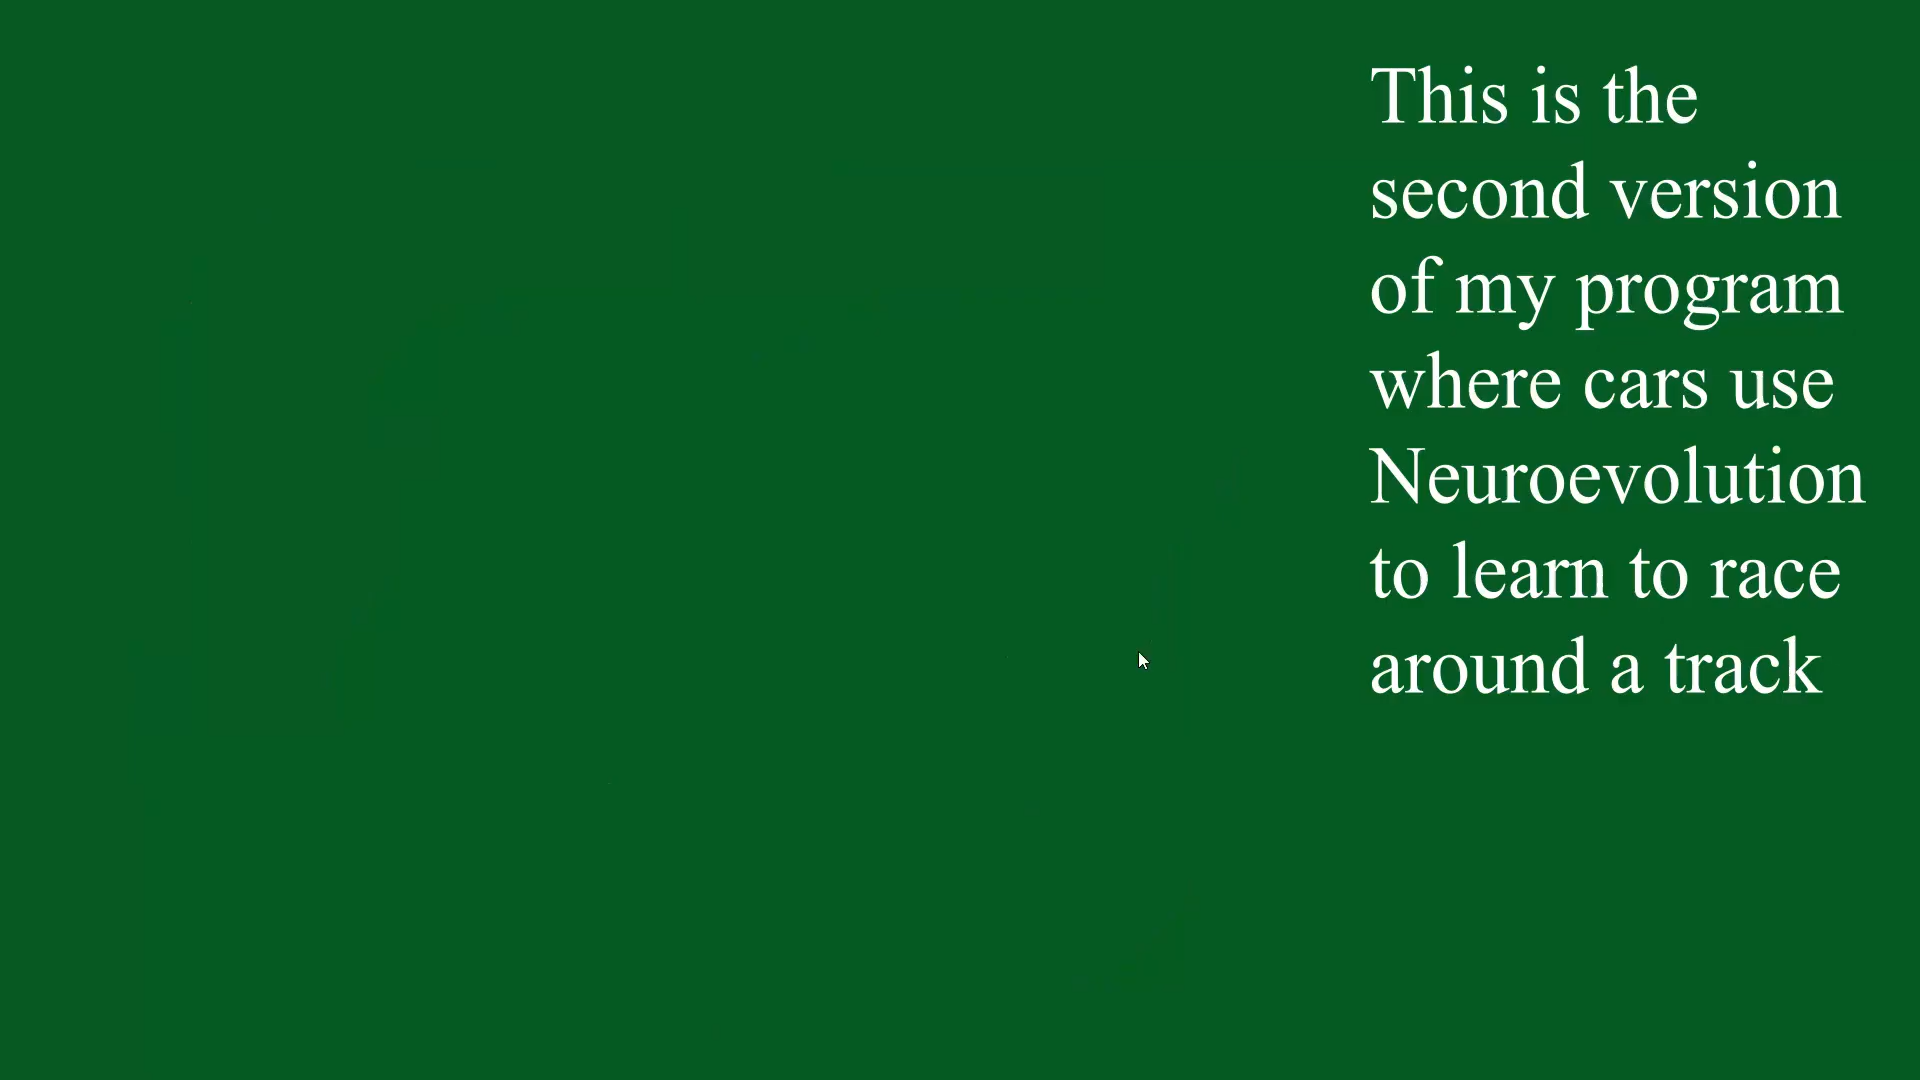 This is the
second version
of my program
where cars use
Neuroevolution
to learn to race
around a track